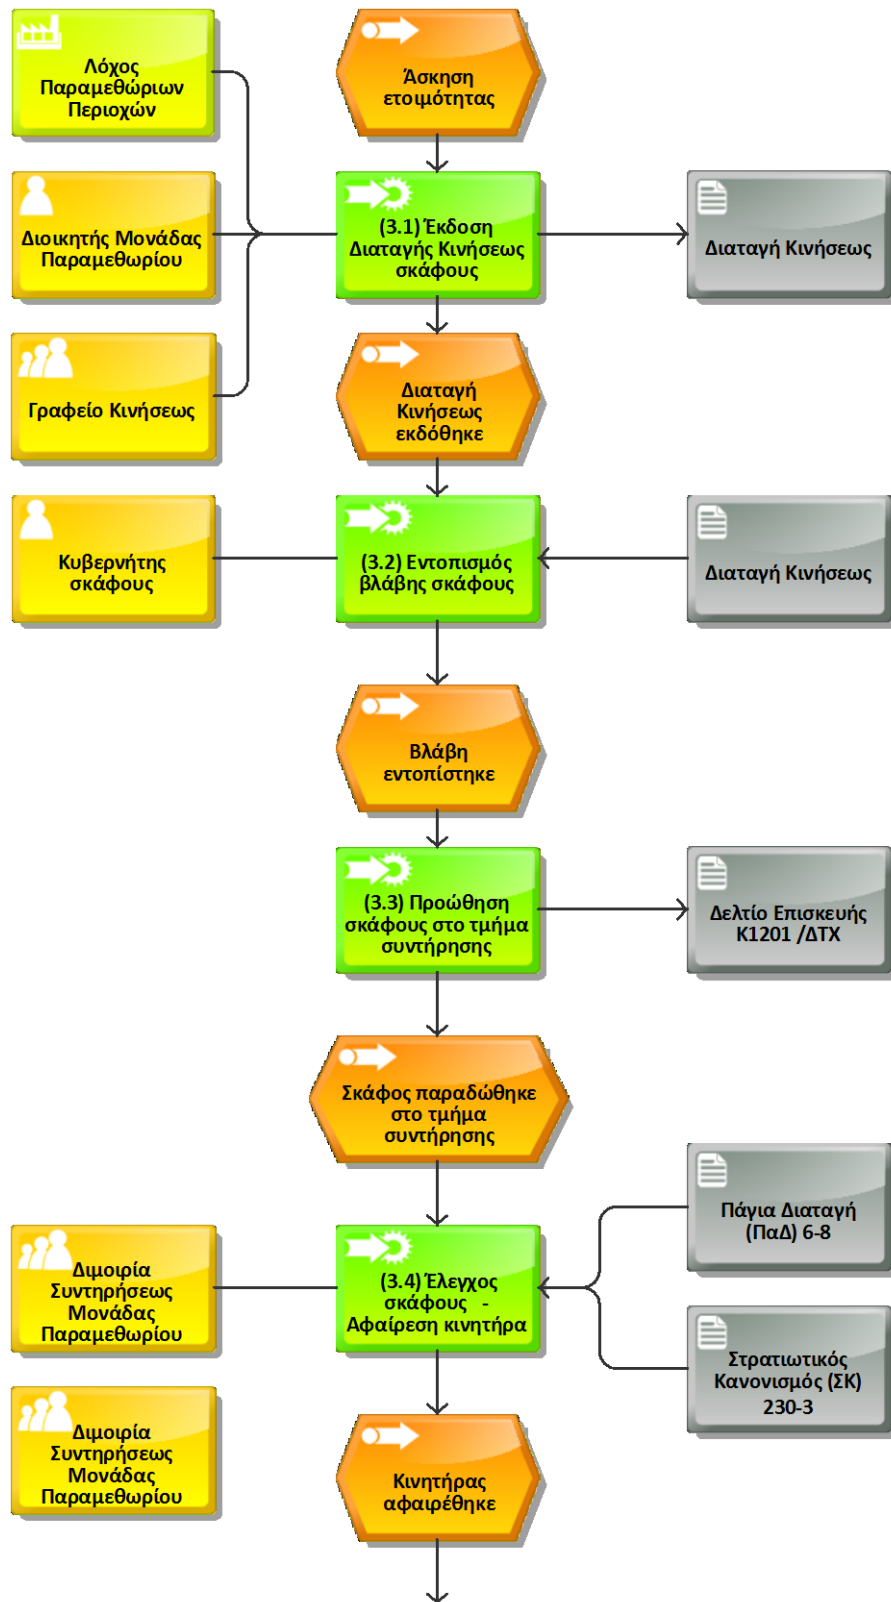 Λόχος
Παραμεθώριων
Περιοχών
Άσκηση
ετοιμότητας
Διοικητής Μονάδας
Παραμεθωρίου
(3.1) Έκδοση
Διαταγής Κινήσεως
σκάφους
Διαταγή Κινήσεως
Γραφείο Κινήσεως
Διαταγή
Κινήσεως
εκδόθηκε
Κυβερνήτης
σκάφους
(3.2) Εντοπισμός
βλάβης σκάφους
Διαταγή Κινήσεως
Βλάβη
εντοπίστηκε
(3.3) Προώθηση
σκάφους στο τμήμα
συντήρησης
Δελτίο Επισκευής
Κ1201 /ΔΤΧ
Σκάφος παραδώθηκε
στο τμήμα
συντήρησης
Πάγια Διαταγή
(ΠαΔ) 6-8
Διμοιρία
Συντηρήσεως
Μονάδας
Παραμεθωρίου
(3.4) Έλεγχος
σκάφους -
Αφαίρεση κινητήρα
Στρατιωτικός
Κανονισμός (ΣΚ)
230-3
Διμοιρία
Συντηρήσεως
Μονάδας
Παραμεθωρίου
Κινητήρας
αφαιρέθηκε